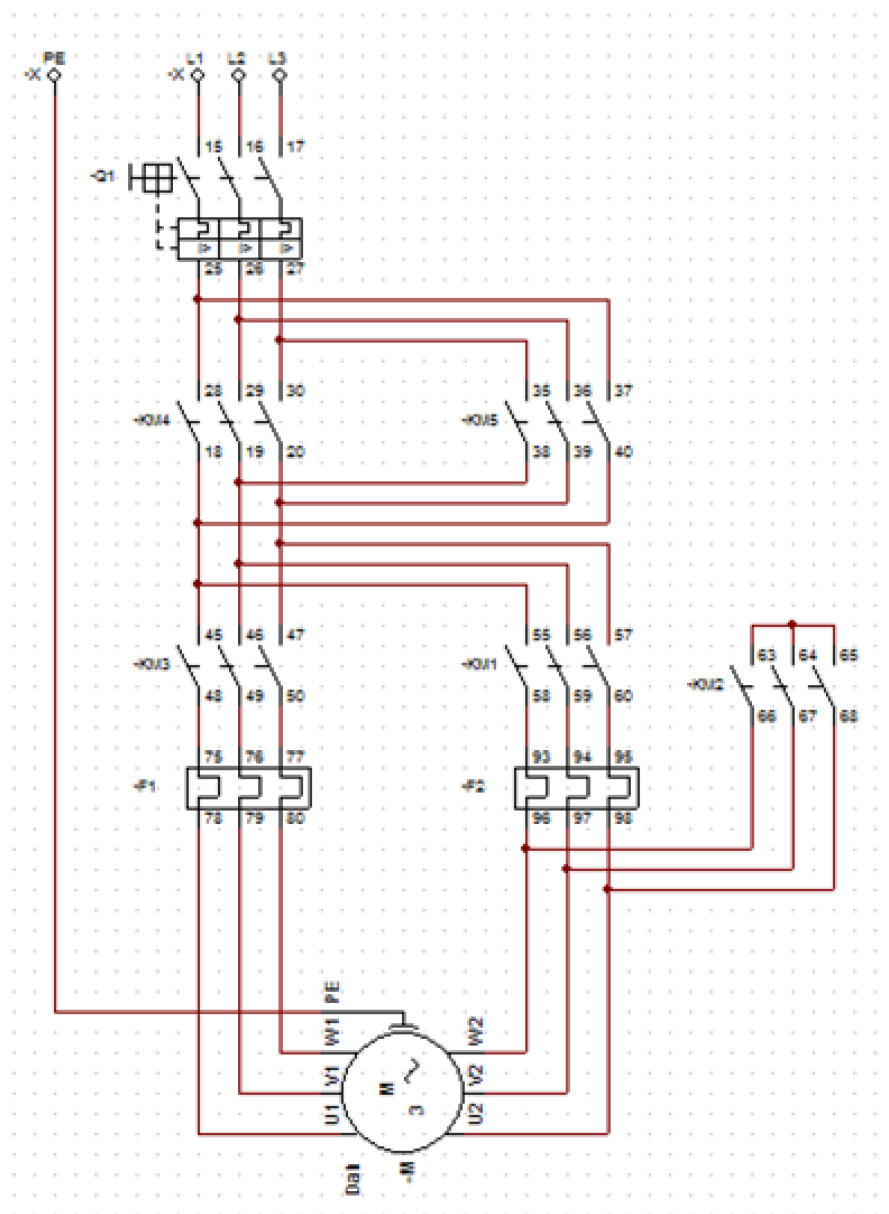 PE L1 L2 L3
-X -X
15 16 17
-Q1
I> I> I>
25 26 27
28 29 30 35 36 37
-KM4 -KM5
18 19 20 38 39 40
45 46 47 55 56 57 63 64 65
-KM3 -KM1 -KM2
48 49 50 58 59 60 66 67 68
75 76 77 93 94 95
-F1 -F2
78 79 80 96 97 98
PE
W1 W2
V1 M 3 ~ V2
U1 U2
Dah -M